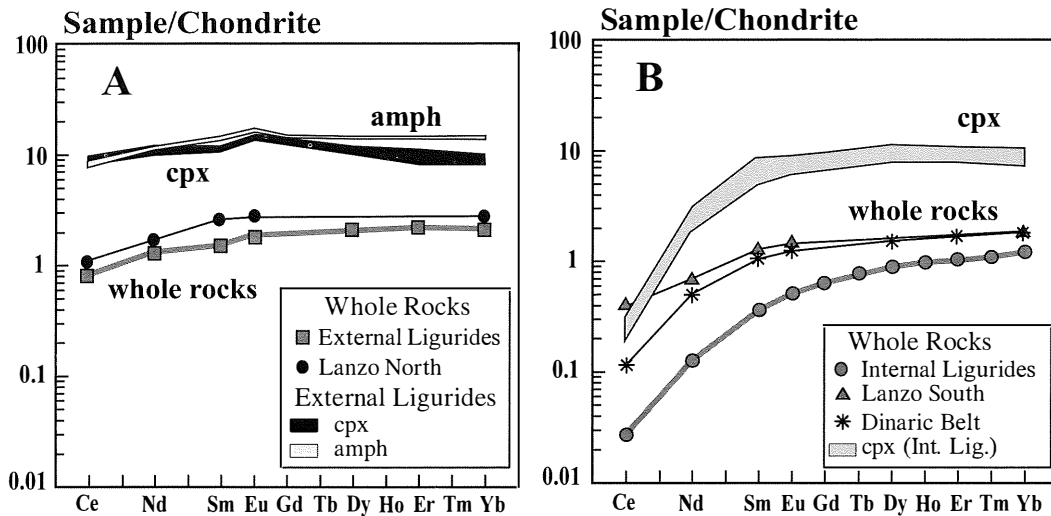 Sample/Chondrite
100
10
1
0.1
0.01
A
amph
cpx
whole rocks
Whole Rocks
External Ligurides
Lanzo North
External Ligurides
cpx
amph
Ce Nd Sm Eu Gd Tb Dy Ho Er Tm Yb
Sample/Chondrite
100
10
1
0.1
0.01
B
cpx
whole rocks
Whole Rocks
Internal Ligurides
Lanzo South
Dinaric Belt
cpx (Int. Lig.)
Ce Nd Sm Eu Gd Tb Dy Ho Er Tm Yb